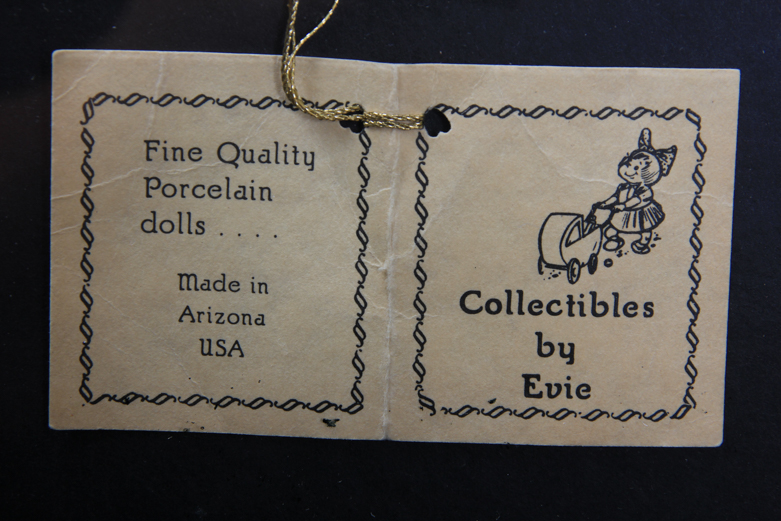 Fine Quality
Porcelain
dolls . . . .
Made in
Arizona
USA
Collectibles
by
Evie